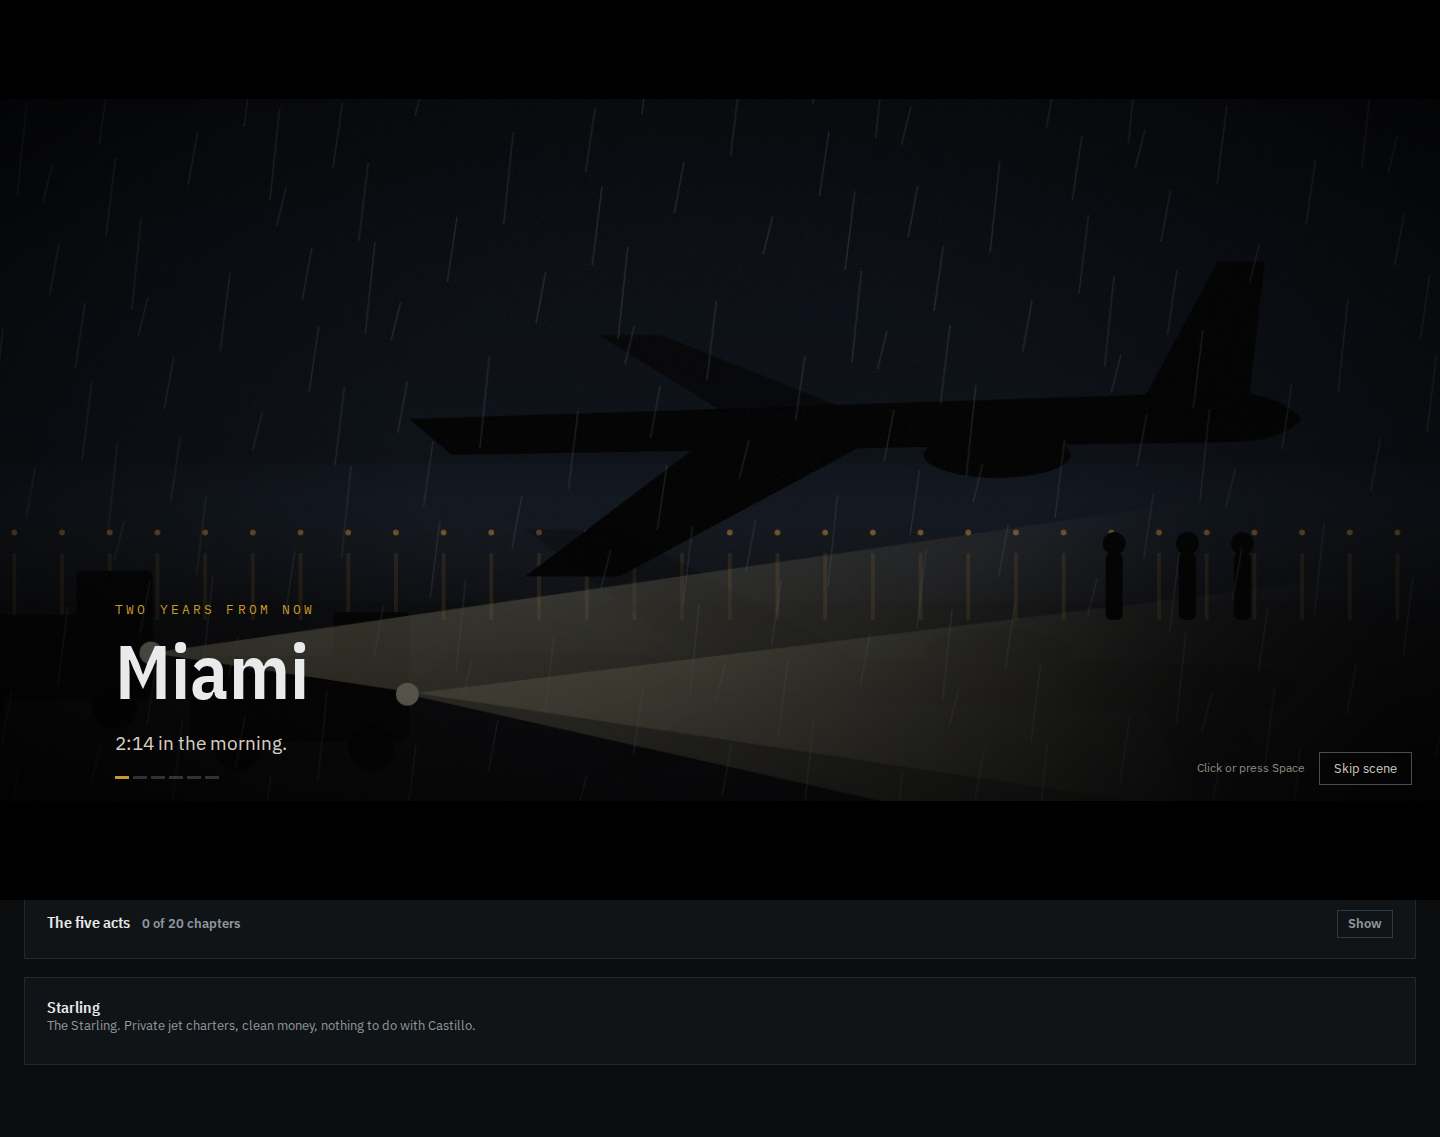 TWO YEARS FROM NOW
Miami
2:14 in the morning.
Click or press Space
Skip scene
The five acts 0 of 20 chapters
Show
Starling
The Starling. Private jet charters, clean money, nothing to do with Castillo.